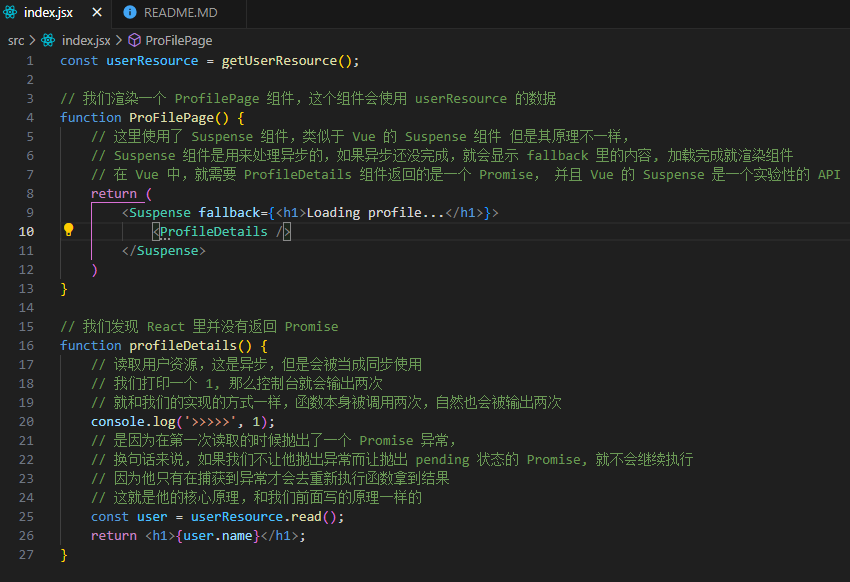 index.jsx
README.MD
src > index.jsx > ProFilePage
1 const userResource = getUserResource();
2
3 // 我们渲染一个 ProfilePage 组件，这个组件会使用 userResource 的数据
4 function ProFilePage() {
5 // 这里使用了 Suspense 组件，类似于 Vue 的 Suspense 组件 但是其原理不一样，
6 // Suspense 组件是用来处理异步的，如果异步还没完成，就会显示 fallback 里的内容, 加载完成就渲染组件
7 // 在 Vue 中，就需要 ProfileDetails 组件返回的是一个 Promise， 并且 Vue 的 Suspense 是一个实验性的 API
8 return (
9 <Suspense fallback={<h1>Loading profile...</h1>}>
10 <ProfileDetails />
11 </Suspense>
12 )
13 }
14
15 // 我们发现 React 里并没有返回 Promise
16 function profileDetails() {
17 // 读取用户资源，这是异步，但是会被当成同步使用
18 // 我们打印一个 1, 那么控制台就会输出两次
19 // 就和我们的实现的方式一样，函数本身被调用两次，自然也会被输出两次
20 console.log('>>>>>', 1);
21 // 是因为在第一次读取的时候抛出了一个 Promise 异常，
22 // 换句话来说，如果我们不让他抛出异常而让抛出 pending 状态的 Promise, 就不会继续执行
23 // 因为他只有在捕获到异常才会去重新执行函数拿到结果
24 // 这就是他的核心原理，和我们前面写的原理一样的
25 const user = userResource.read();
26 return <h1>{user.name}</h1>;
27 }